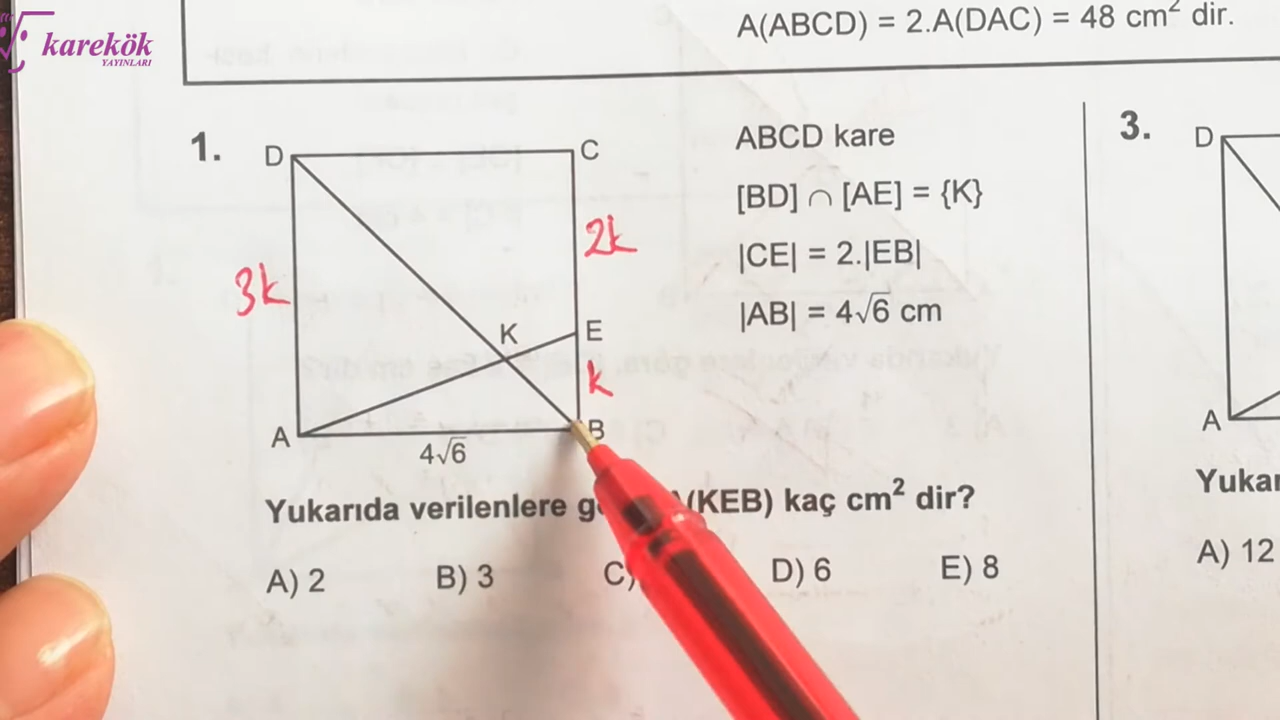 karekök
YAYINLARI
A(ABCD) = 2.A(DAC) = 48 cm² dir.
1.
D
C
ABCD kare
[BD] ∩ [AE] = {K}
|CE| = 2.|EB|
|AB| = 4√6 cm
2k
3k
K
E
k
A
B
4√6
Yukarıda verilenlere (KEB) kaç cm² dir?
A) 2 B) 3 C) D) 6 E) 8
3.
D
A
A) 12